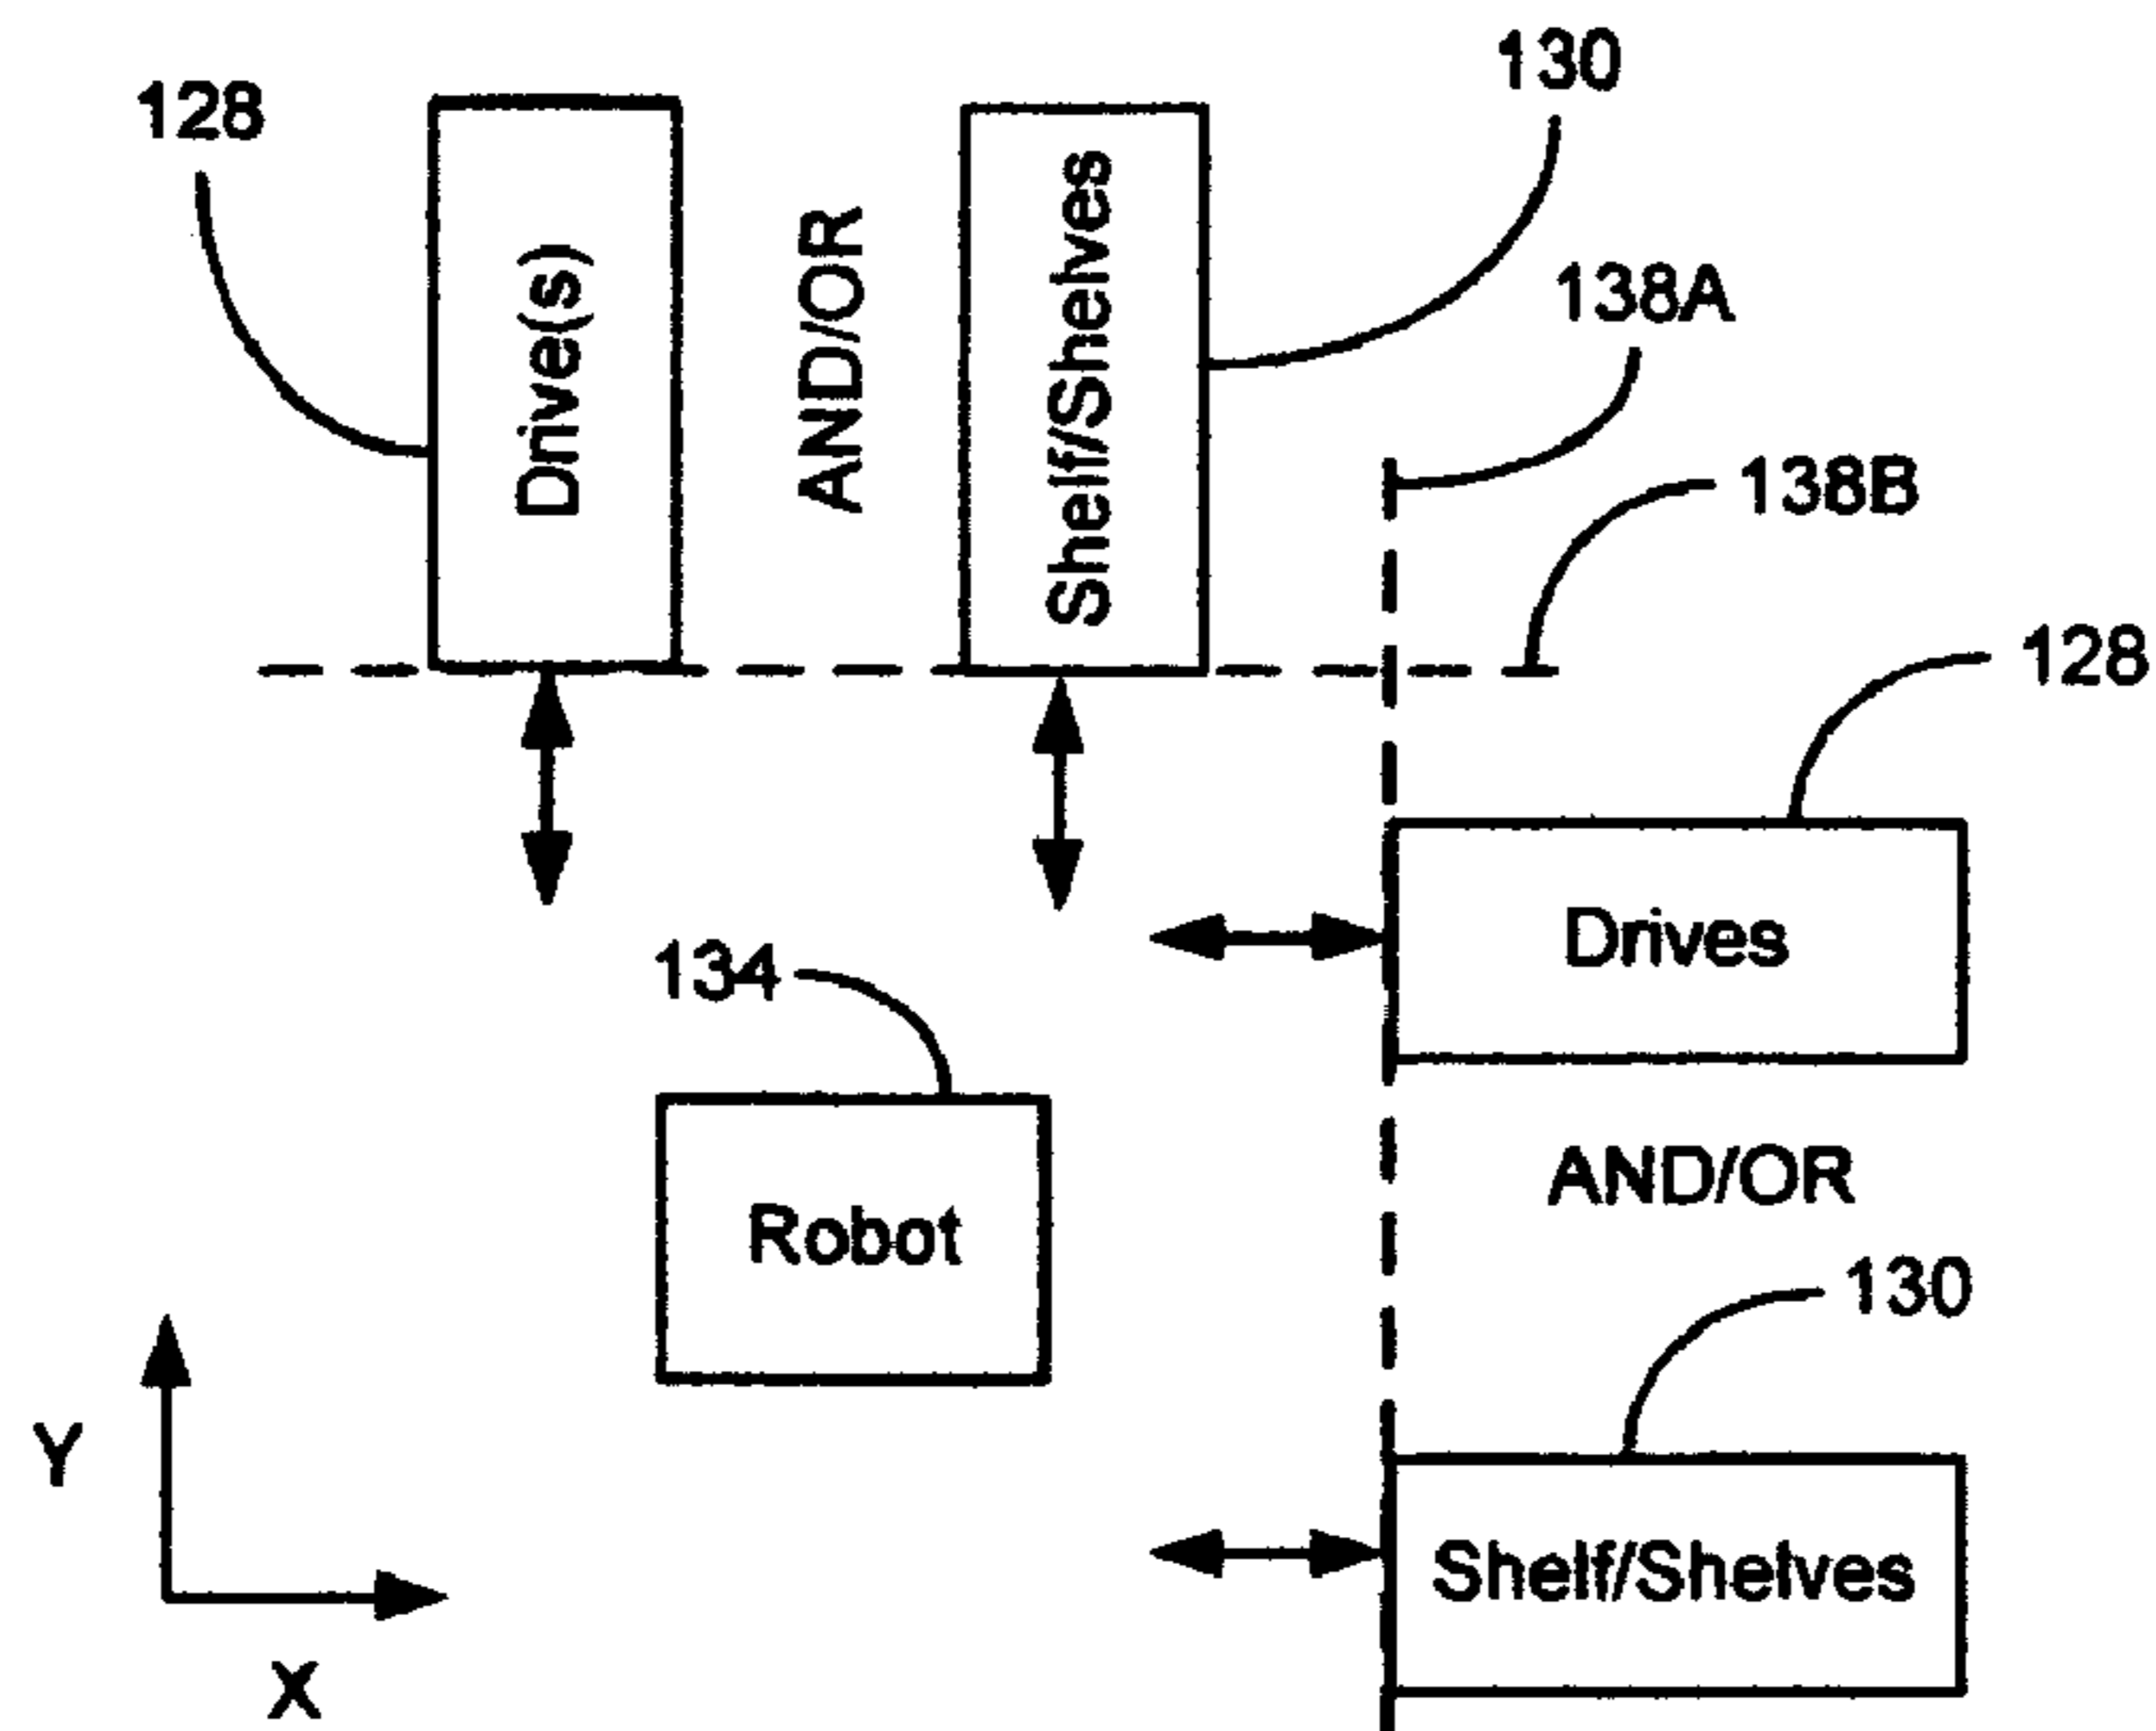 130
128
Drive(s)
AND/OR
Shelf/Shelves
138A
138B
128
Drives
134
AND/OR
Robot
130
Y
Shelf/Shelves
X